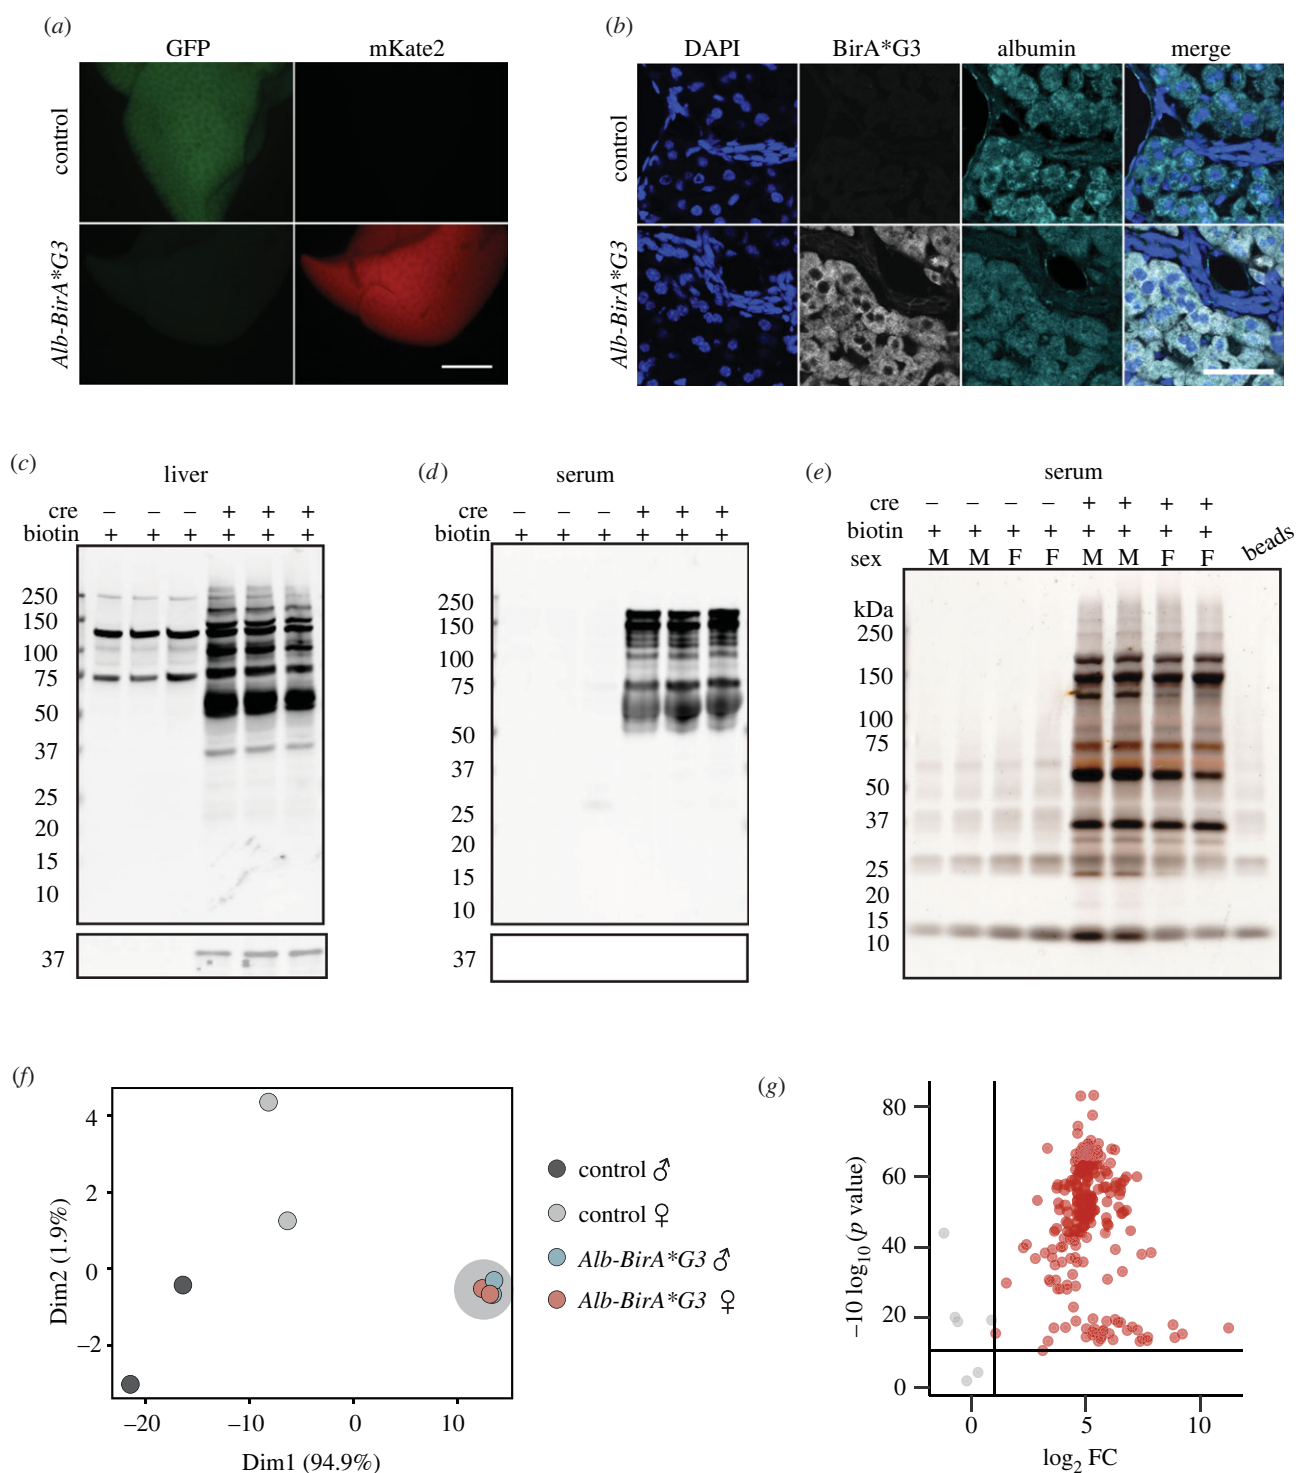 (a)
GFP mKate2
control
Alb-BirA*G3
(b)
DAPI BirA*G3 albumin merge
control
Alb-BirA*G3
(c)
liver
cre – – – + + +
biotin + + + + + +
250
150
100
75
50
37
25
20
15
10
37
(d)
serum
– – – + + +
+ + + + + +
250
150
100
75
50
37
25
20
15
10
37
(e)
serum
cre – – – – + + + +
biotin + + + + + + + +
sex M M F F M M F F beads
kDa
250
150
100
75
50
37
25
20
15
10
(f)
4
2
0
–2
Dim2 (1.9%)
–20 –10 0 10
Dim1 (94.9%)
control ♂
control ♀
Alb-BirA*G3 ♂
Alb-BirA*G3 ♀
(g)
80
60
40
20
0
–10 log₁₀ (p value)
0 5 10
log₂ FC